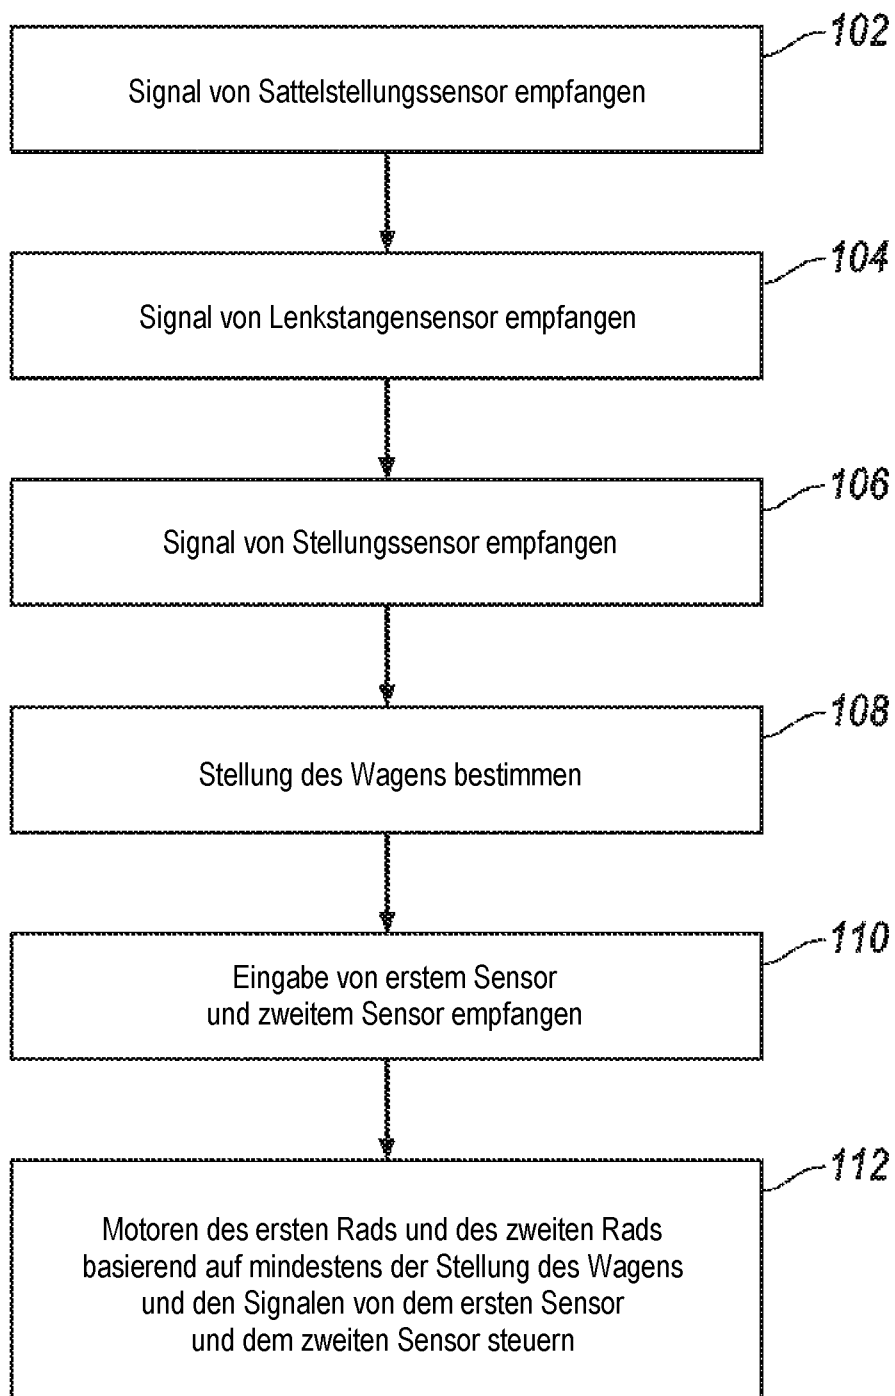 102
Signal von Sattelstellungssensor empfangen
104
Signal von Lenkstangensensor empfangen
106
Signal von Stellungssensor empfangen
108
Stellung des Wagens bestimmen
110
Eingabe von erstem Sensor
und zweitem Sensor empfangen
112
Motoren des ersten Rads und des zweiten Rads
basierend auf mindestens der Stellung des Wagens
und den Signalen von dem ersten Sensor
und dem zweiten Sensor steuern